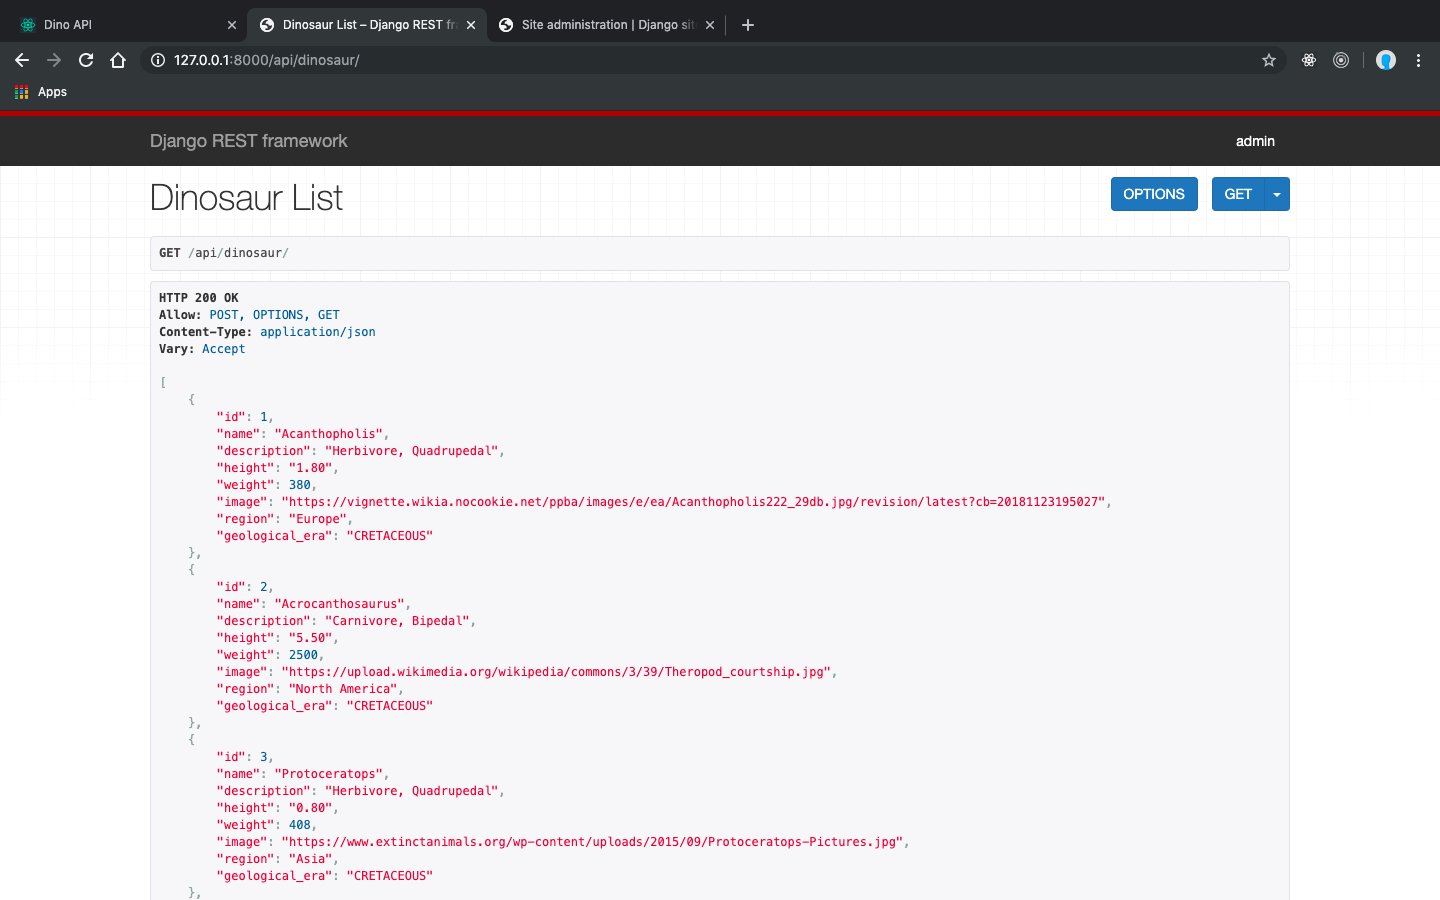 Dino API
Dinosaur List – Django REST fr
Site administration | Django sit
127.0.0.1:8000/api/dinosaur/
Apps
Django REST framework
admin
Dinosaur List
OPTIONS
GET
GET /api/dinosaur/
HTTP 200 OK
Allow: POST, OPTIONS, GET
Content-Type: application/json
Vary: Accept
[
    {
        "id": 1,
        "name": "Acanthopholis",
        "description": "Herbivore, Quadrupedal",
        "height": "1.80",
        "weight": 380,
        "image": "https://vignette.wikia.nocookie.net/ppba/images/e/ea/Acanthopholis222_29db.jpg/revision/latest?cb=20181123195027",
        "region": "Europe",
        "geological_era": "CRETACEOUS"
    },
    {
        "id": 2,
        "name": "Acrocanthosaurus",
        "description": "Carnivore, Bipedal",
        "height": "5.50",
        "weight": 2500,
        "image": "https://upload.wikimedia.org/wikipedia/commons/3/39/Theropod_courtship.jpg",
        "region": "North America",
        "geological_era": "CRETACEOUS"
    },
    {
        "id": 3,
        "name": "Protoceratops",
        "description": "Herbivore, Quadrupedal",
        "height": "0.80",
        "weight": 408,
        "image": "https://www.extinctanimals.org/wp-content/uploads/2015/09/Protoceratops-Pictures.jpg",
        "region": "Asia",
        "geological_era": "CRETACEOUS"
    },